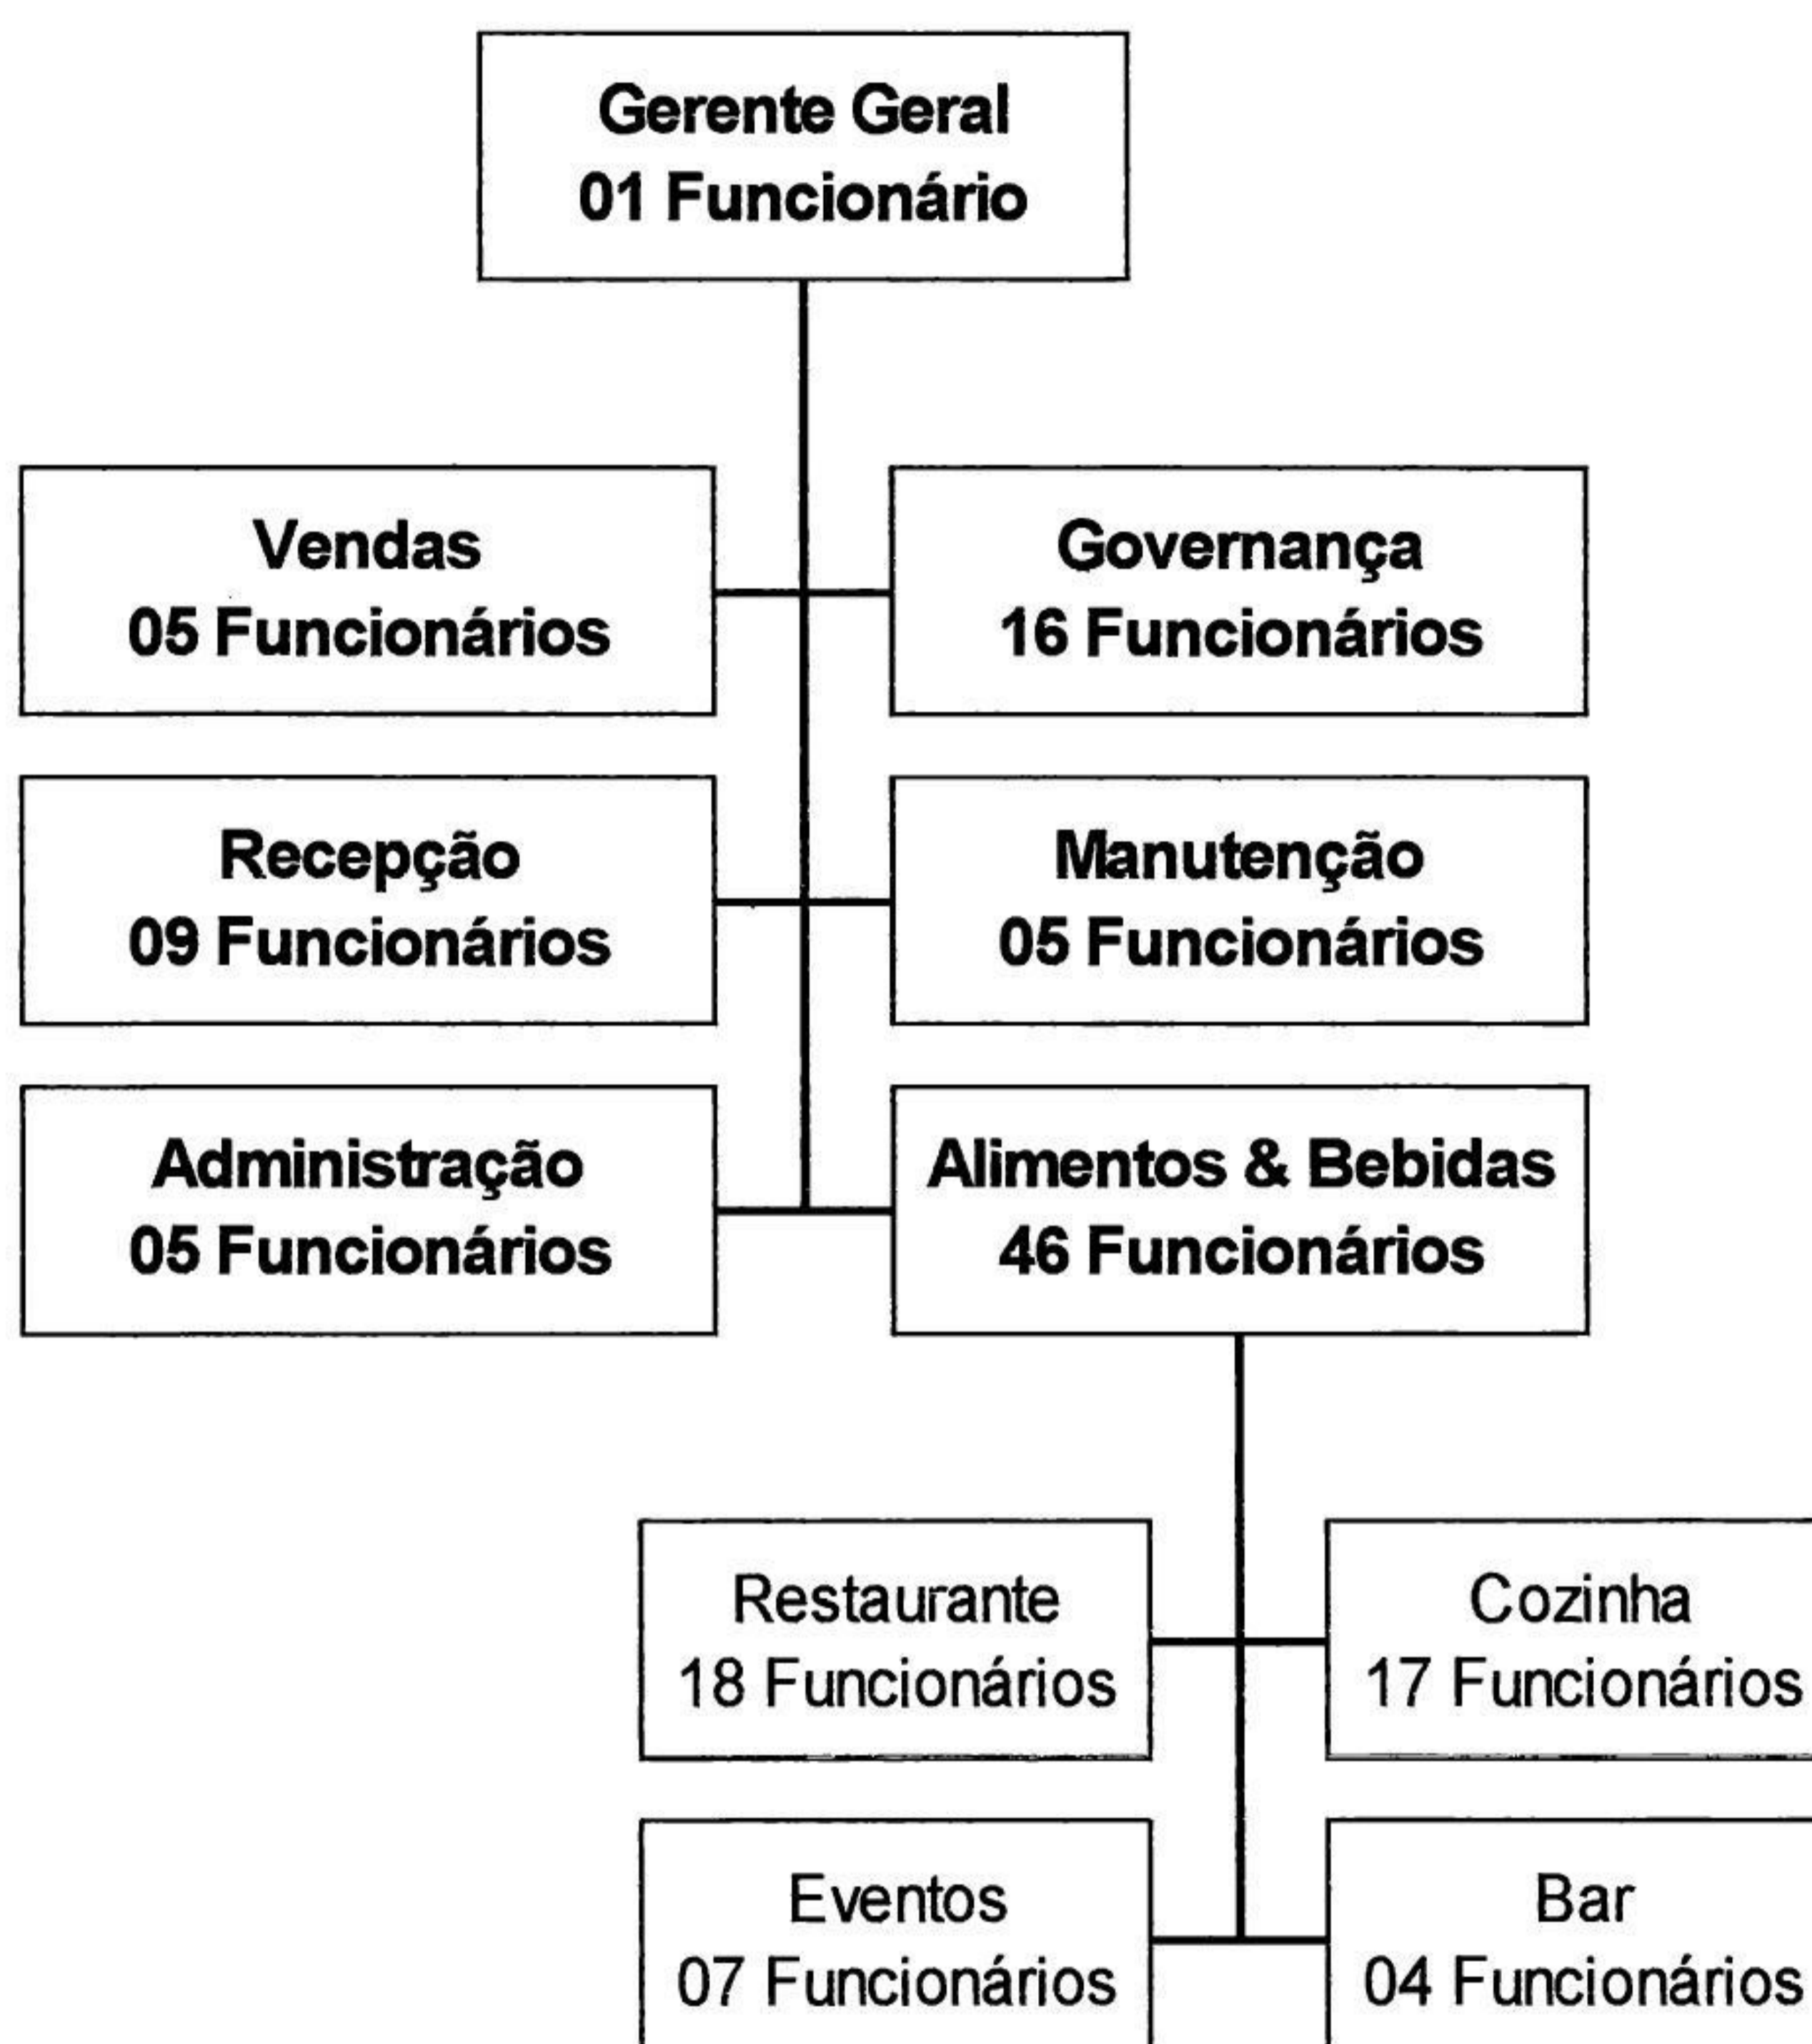 Gerente Geral
01 Funcionário
Vendas
05 Funcionários
Governança
16 Funcionários
Recepção
09 Funcionários
Manutenção
05 Funcionários
Administração
05 Funcionários
Alimentos & Bebidas
46 Funcionários
Restaurante
18 Funcionários
Cozinha
17 Funcionários
Eventos
07 Funcionários
Bar
04 Funcionários